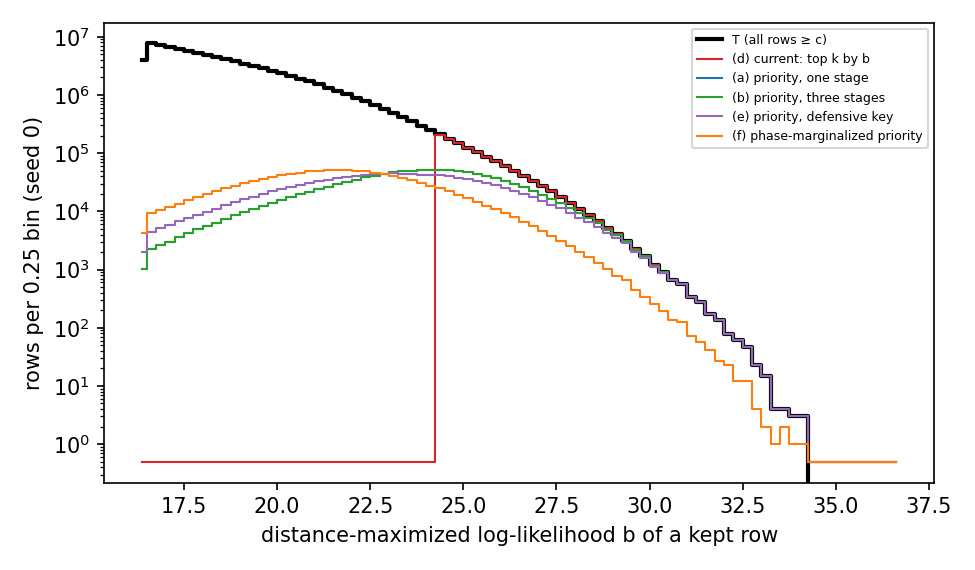 rows per 0.25 bin (seed 0)
10⁷
10⁶
10⁵
10⁴
10³
10²
10¹
10⁰
T (all rows ≥ c)
(d) current: top k by b
(a) priority, one stage
(b) priority, three stages
(e) priority, defensive key
(f) phase-marginalized priority
17.5 20.0 22.5 25.0 27.5 30.0 32.5 35.0 37.5
distance-maximized log-likelihood b of a kept row